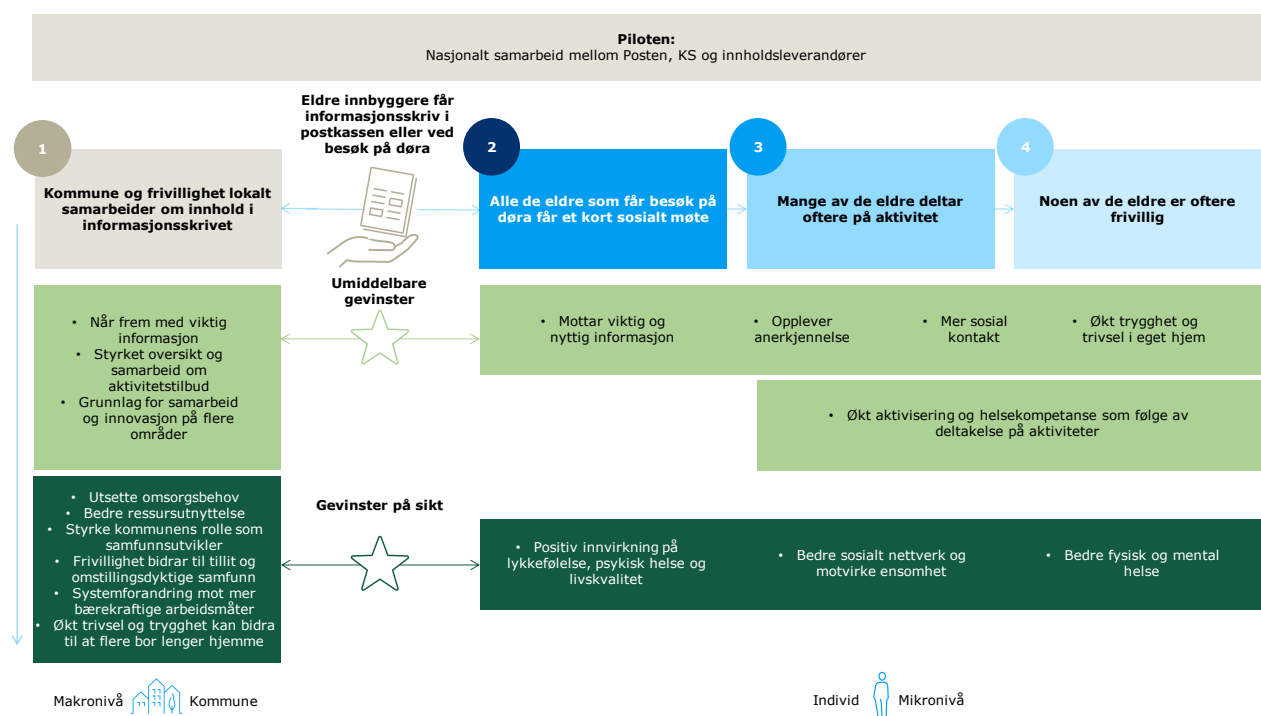 Piloten:
Nasjonalt samarbeid mellom Posten, KS og innholdsleverandører
Eldre innbyggere får
informasjonsskriv i
postkassen eller ved
besøk på døra
1
Kommune og frivillighet lokalt
samarbeider om innhold i
informasjonsskrivet
2
Alle de eldre som får besøk på
døra får et kort sosialt møte
3
Mange av de eldre deltar
oftere på aktivitet
4
Noen av de eldre er oftere
frivillig
Umiddelbare
gevinster
• Når frem med viktig
informasjon
• Styrket oversikt og
samarbeid om
aktivitetstilbud
• Grunnlag for samarbeid
og innovasjon på flere
områder
• Mottar viktig og
nyttig informasjon
• Opplever
anerkjennelse
• Mer sosial
kontakt
• Økt trygghet og
trivsel i eget hjem
• Økt aktivisering og helsekompetanse som følge av
deltakelse på aktiviteter
Gevinster på sikt
• Utsette omsorgsbehov
• Bedre ressursutnyttelse
• Styrke kommunens rolle som
samfunnsutvikler
• Frivillighet bidrar til tillit og
omstillingsdyktige samfunn
• Systemforandring mot mer
bærekraftige arbeidsmåter
• Økt trivsel og trygghet kan bidra
til at flere bor lenger hjemme
• Positiv innvirkning på
lykkefølelse, psykisk helse og
livskvalitet
• Bedre sosialt nettverk og
motvirke ensomhet
• Bedre fysisk og mental
helse
Makronivå Kommune
Individ Mikronivå